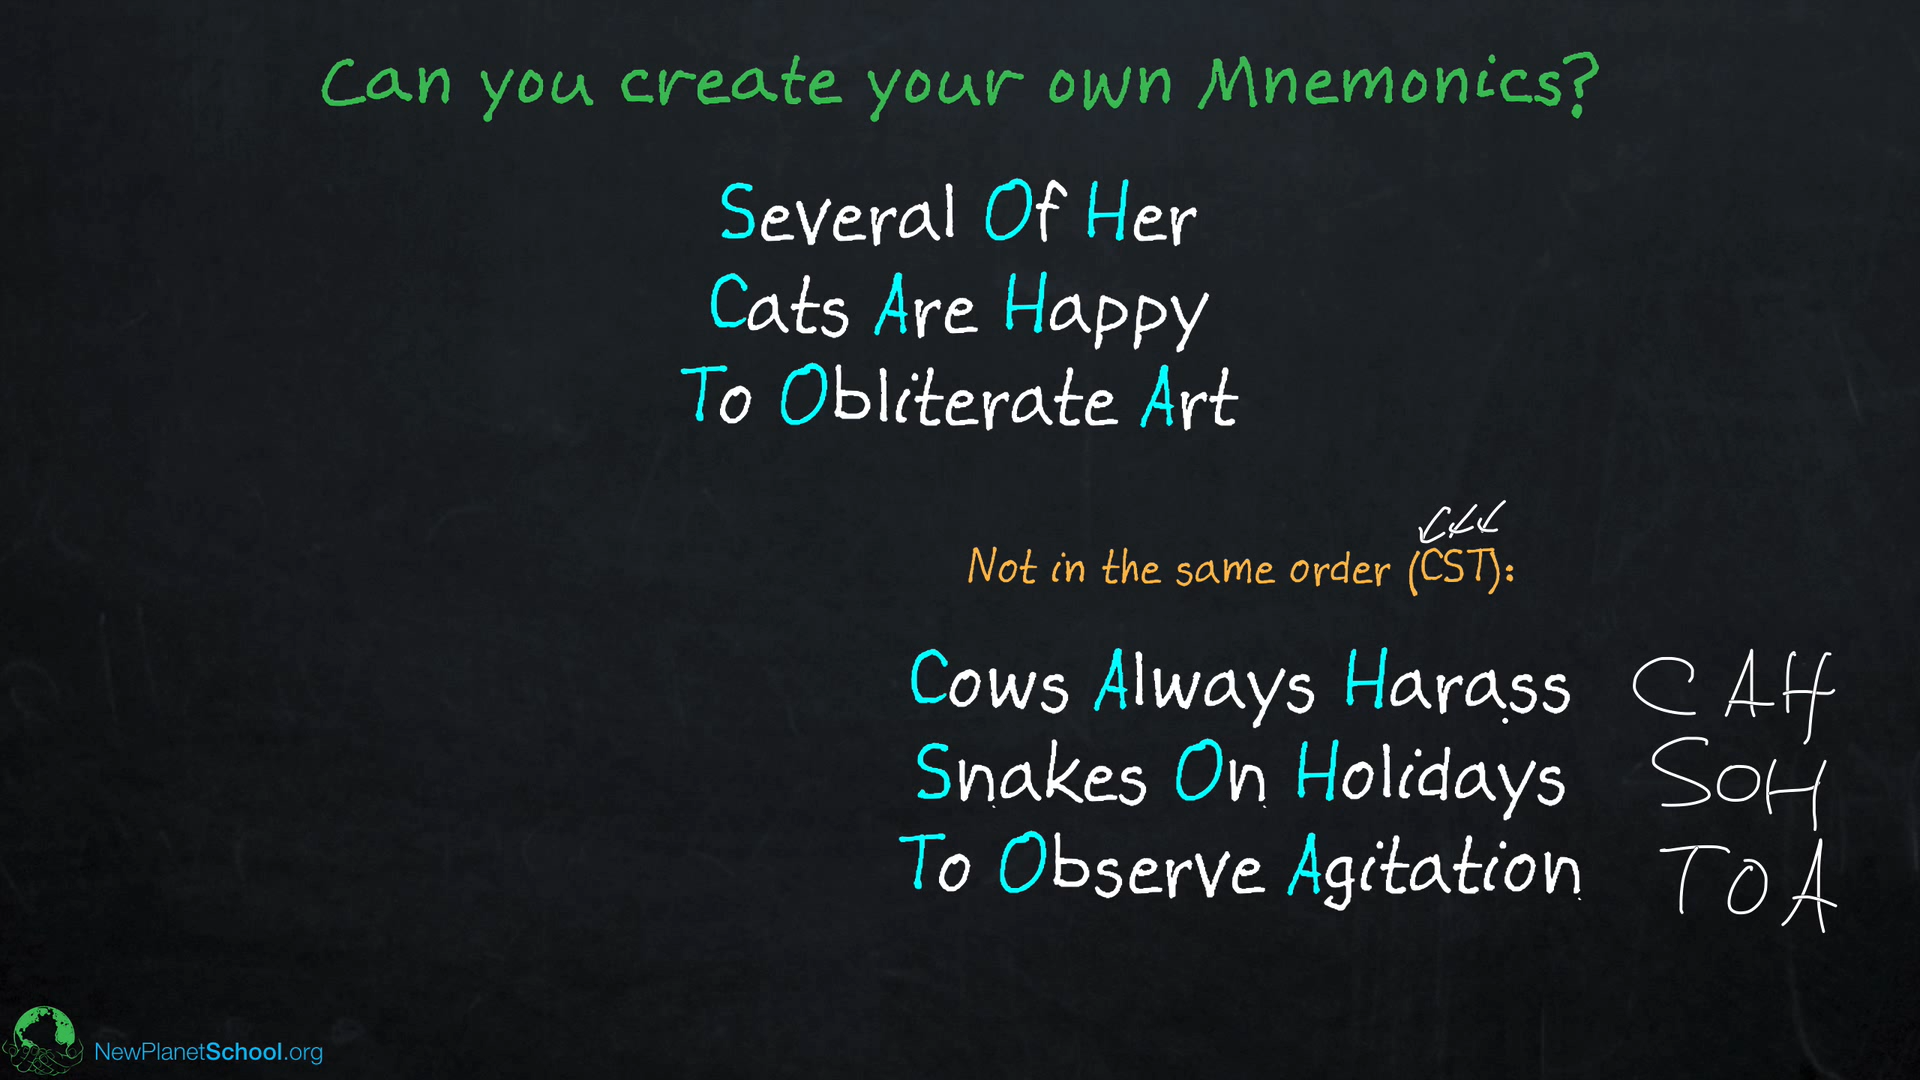 Can you create your own Mnemonics?
Several Of Her
Cats Are Happy
To Obliterate Art
Not in the same order (CST):
Cows Always Harass CAH
Snakes On Holidays SOH
To Observe Agitation TOA
NewPlanetSchool.org